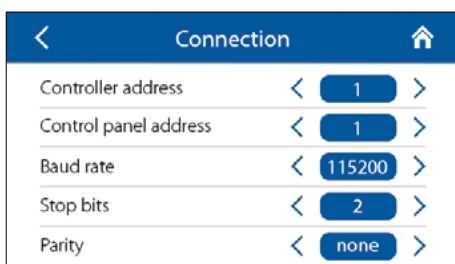 Connection
Controller address 1
Control panel address 1
Baud rate 115200
Stop bits 2
Parity none